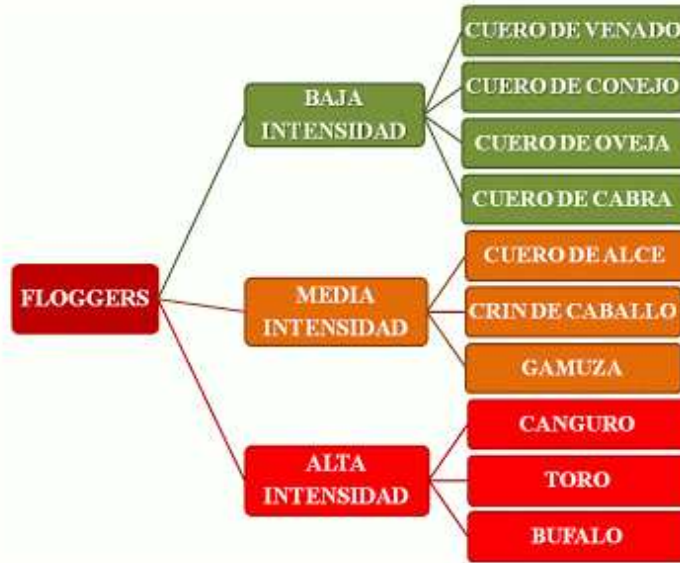 FLOGGERS
BAJA
INTENSIDAD
CUERO DE VENADO
CUERO DE CONEJO
CUERO DE OVEJA
CUERO DE CABRA
MEDIA
INTENSIDAD
CUERO DE ALCE
CRIN DE CABALLO
GAMUZA
ALTA
INTENSIDAD
CANGURO
TORO
BUFALO